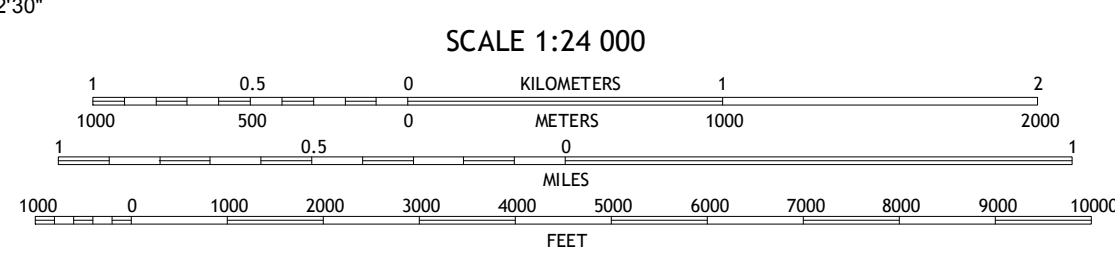 2'30"
SCALE 1:24 000
1 0.5 0 KILOMETERS 1 2
1000 500 0 METERS 1000 2000
1 0.5 0 1
MILES
1000 0 1000 2000 3000 4000 5000 6000 7000 8000 9000 10000
FEET